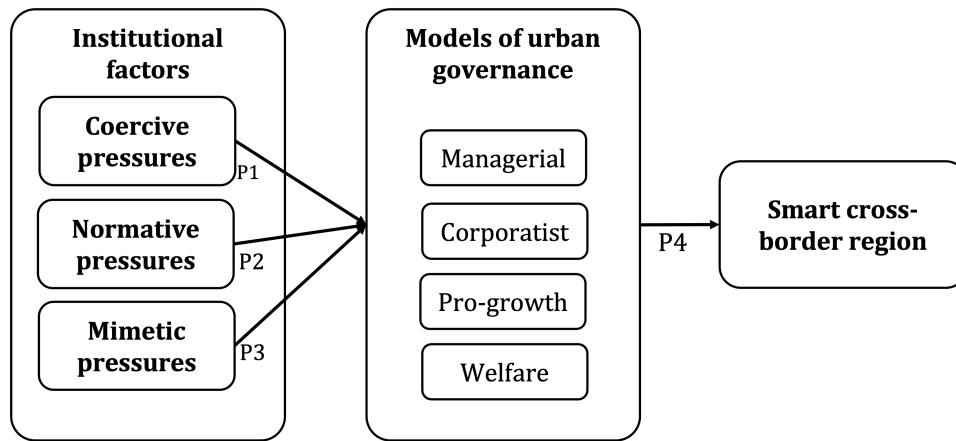 Institutional
factors
Coercive
pressures
P1
Normative
pressures
P2
Mimetic
pressures
P3
Models of urban
governance
Managerial
Corporatist
Pro-growth
Welfare
P4
Smart cross-
border region